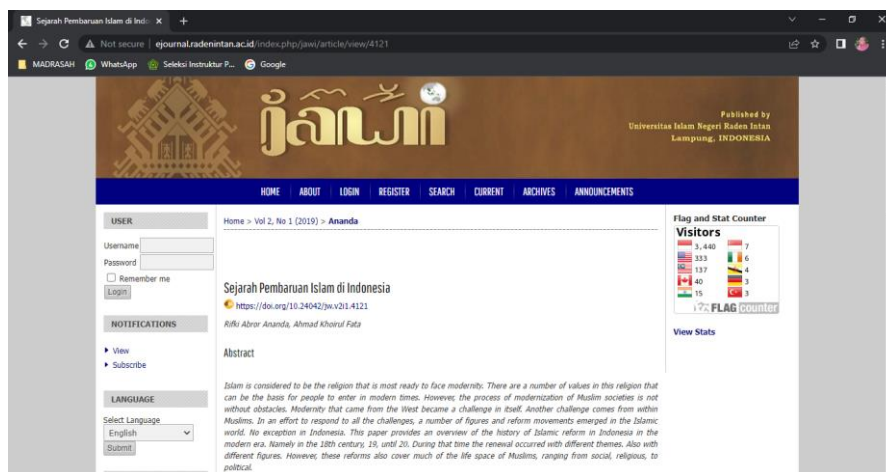 Sejarah Pembaruan Islam di Indo
Not secure
ejournal.radenintan.ac.id/index.php/jawi/article/view/4121
MADRASAH
WhatsApp
Seleksi Instruktur P...
Google
jawi
Published by
Universitas Islam Negeri Raden Intan
Lampung, INDONESIA
HOME ABOUT LOGIN REGISTER SEARCH CURRENT ARCHIVES ANNOUNCEMENTS
USER
Username
Password
Remember me
Login
NOTIFICATIONS
View
Subscribe
LANGUAGE
Select Language
English
Submit
Home > Vol 2, No 1 (2019) > Ananda
Sejarah Pembaruan Islam di Indonesia
https://doi.org/10.24042/jw.v2i1.4121
Rifki Abror Ananda, Ahmad Khoirul Fata
Abstract
Islam is considered to be the religion that is most ready to face modernity. There are a number of values in this religion that
can be the basis for people to enter in modern times. However, the process of modernization of Muslim societies is not
without obstacles. Modernity that came from the West became a challenge in itself. Another challenge comes from within
Muslims. In an effort to respond to all the challenges, a number of figures and reform movements emerged in the Islamic
world. No exception in Indonesia. This paper provides an overview of the history of Islamic reform in Indonesia in the
modern era. Namely in the 18th century, 19, until 20. During that time the renewal occurred with different themes. Also with
different figures. However, these reforms also cover much of the life space of Muslims, ranging from social, religious, to
political.
Flag and Stat Counter
Visitors
3,440 7
333 6
137 4
40 3
15 3
FLAG counter
View Stats